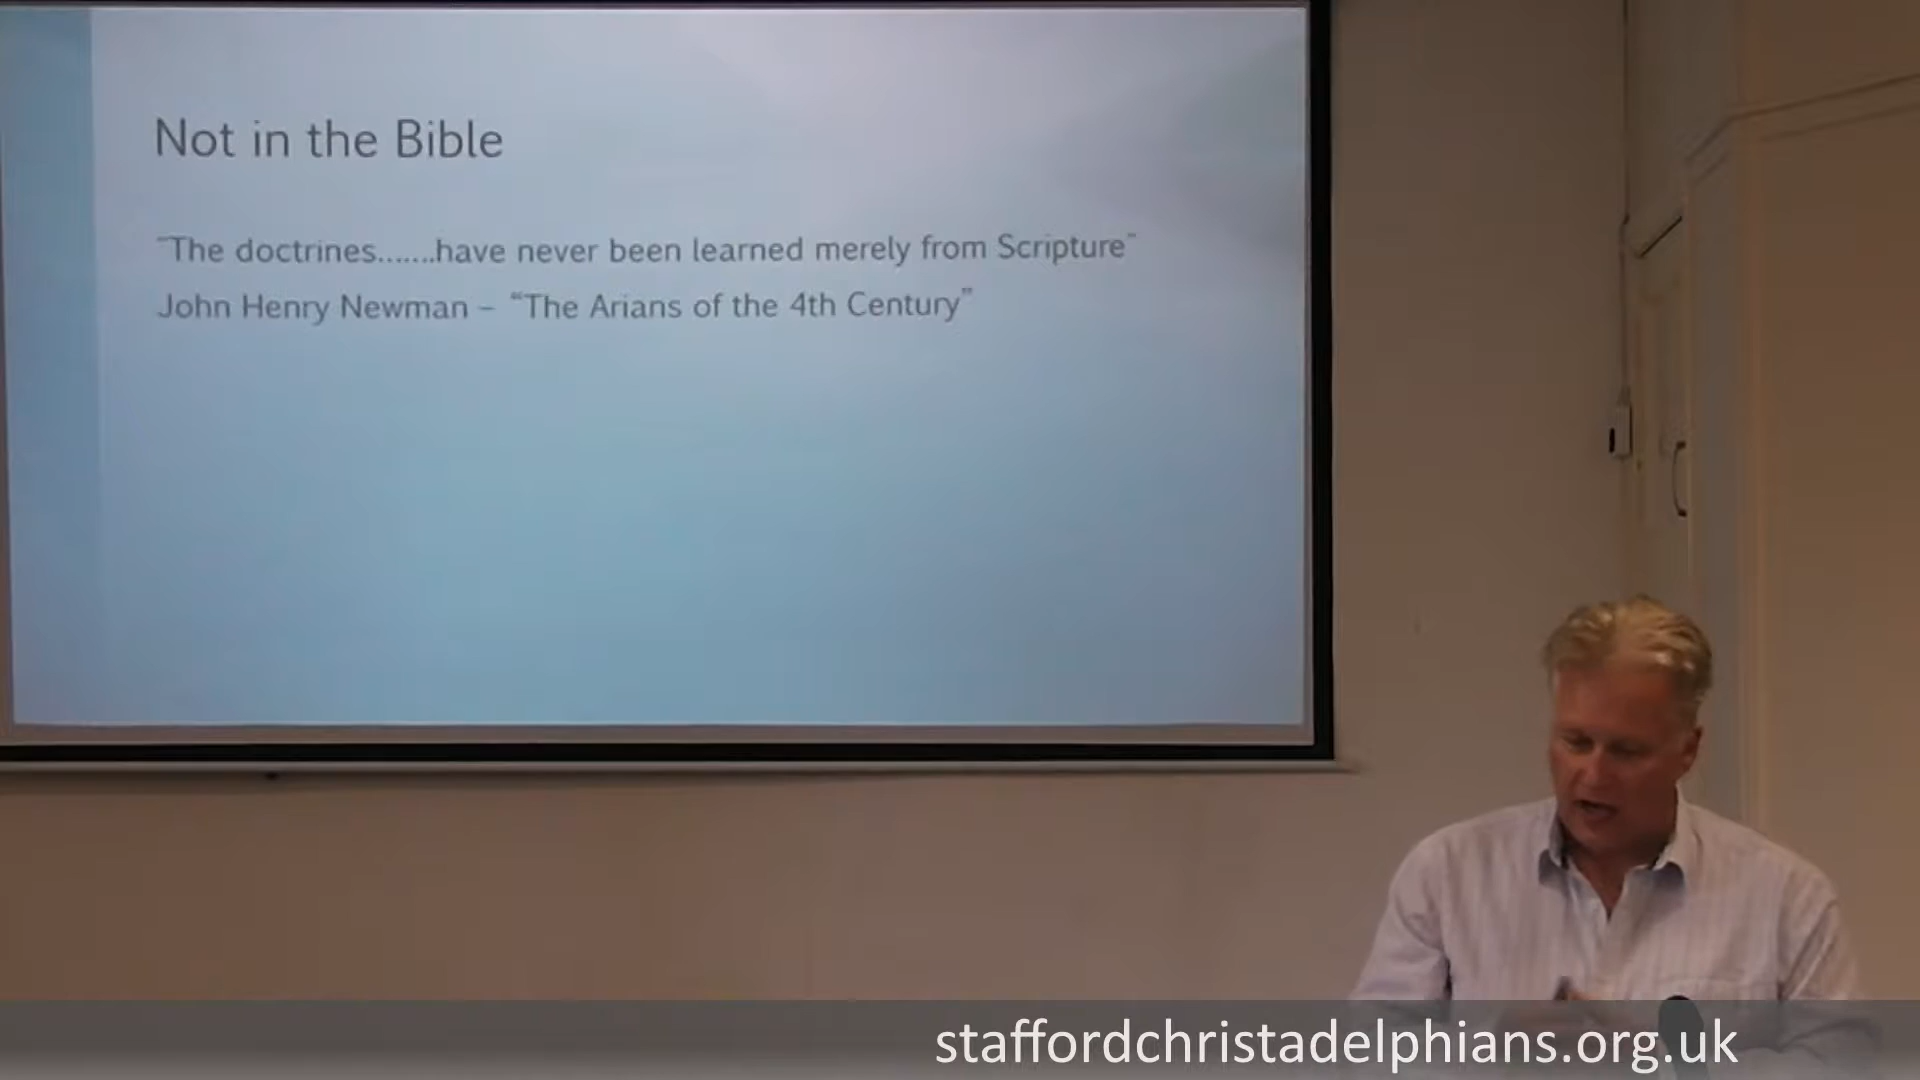 Not in the Bible
“The doctrines.......have never been learned merely from Scripture”
John Henry Newman – “The Arians of the 4th Century”
staffordchristadelphians.org.uk